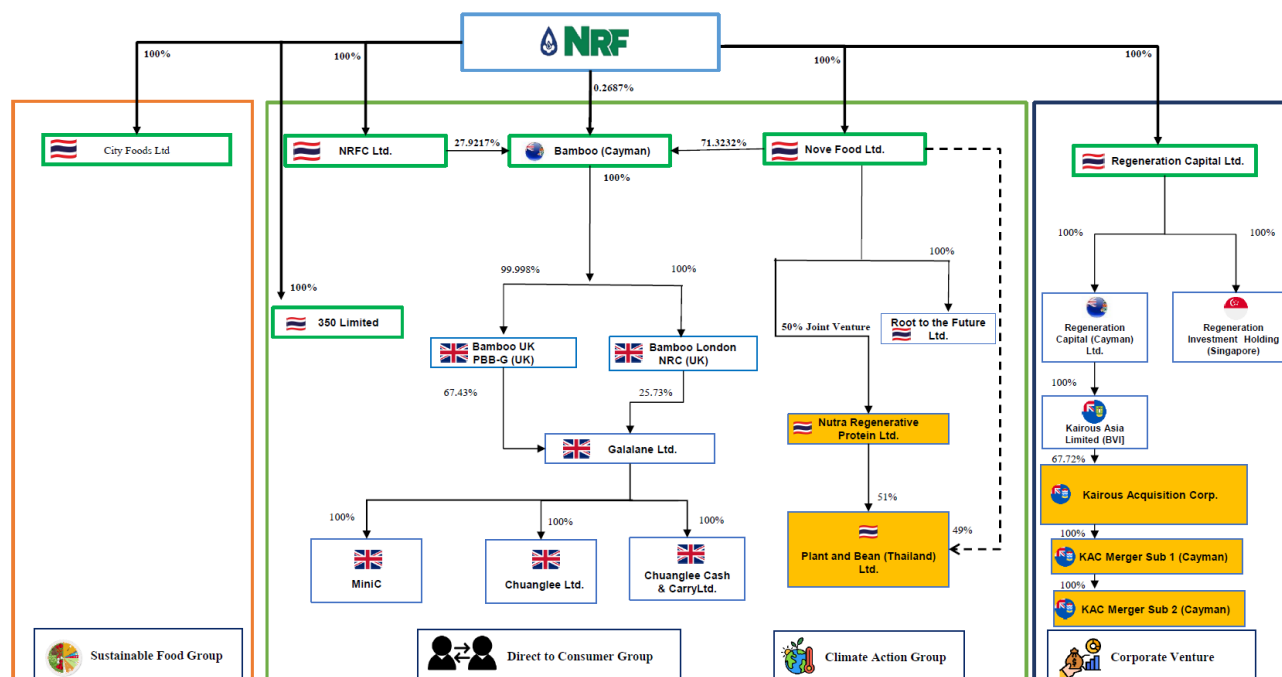 NRF
100%
100%
100%
100%
100%
0.2687%
City Foods Ltd
NRFC Ltd.
27.9217%
Bamboo (Cayman)
71.3232%
Nove Food Ltd.
Regeneration Capital Ltd.
100%
100%
100%
100%
99.998%
100%
100%
350 Limited
50% Joint Venture
Root to the Future
Ltd.
Regeneration
Capital (Cayman)
Ltd.
Regeneration
Investment Holding
(Singapore)
Bamboo UK
PBB-G (UK)
Bamboo London
NRC (UK)
67.43%
25.73%
100%
Kairous Asia
Limited (BVI]
Nutra Regenerative
Protein Ltd.
Galalane Ltd.
67.72%
Kairous Acquisition Corp.
51%
49%
100%
100%
100%
MiniC
Chuanglee Ltd.
Chuanglee Cash
& CarryLtd.
Plant and Bean (Thailand)
Ltd.
100%
KAC Merger Sub 1 (Cayman)
100%
KAC Merger Sub 2 (Cayman)
Sustainable Food Group
Direct to Consumer Group
Climate Action Group
Corporate Venture